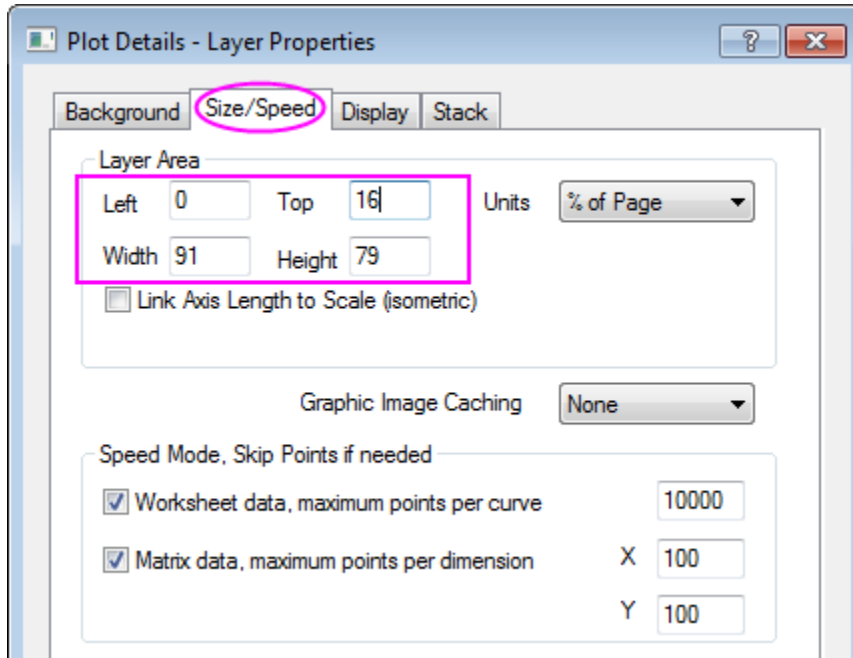 Plot Details - Layer Properties
Background Size/Speed Display Stack
Layer Area
Left 0 Top 16 Units % of Page
Width 91 Height 79
Link Axis Length to Scale (isometric)
Graphic Image Caching None
Speed Mode, Skip Points if needed
Worksheet data, maximum points per curve 10000
Matrix data, maximum points per dimension X 100
Y 100